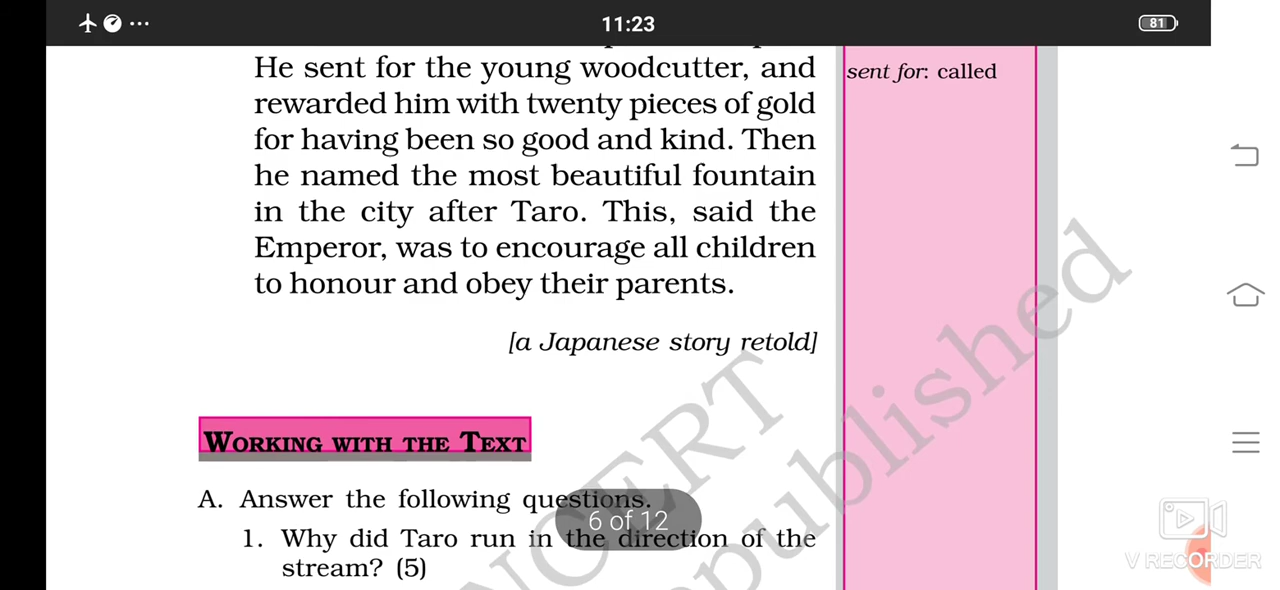 11:23
81
He sent for the young woodcutter, and
sent for: called
rewarded him with twenty pieces of gold
for having been so good and kind. Then
he named the most beautiful fountain
in the city after Taro. This, said the
Emperor, was to encourage all children
to honour and obey their parents.
[a Japanese story retold]
WORKING WITH THE TEXT
A. Answer the following questions.
6 of 12
1. Why did Taro run in the direction of the
stream? (5)
NCERT
republished
V RECORDER